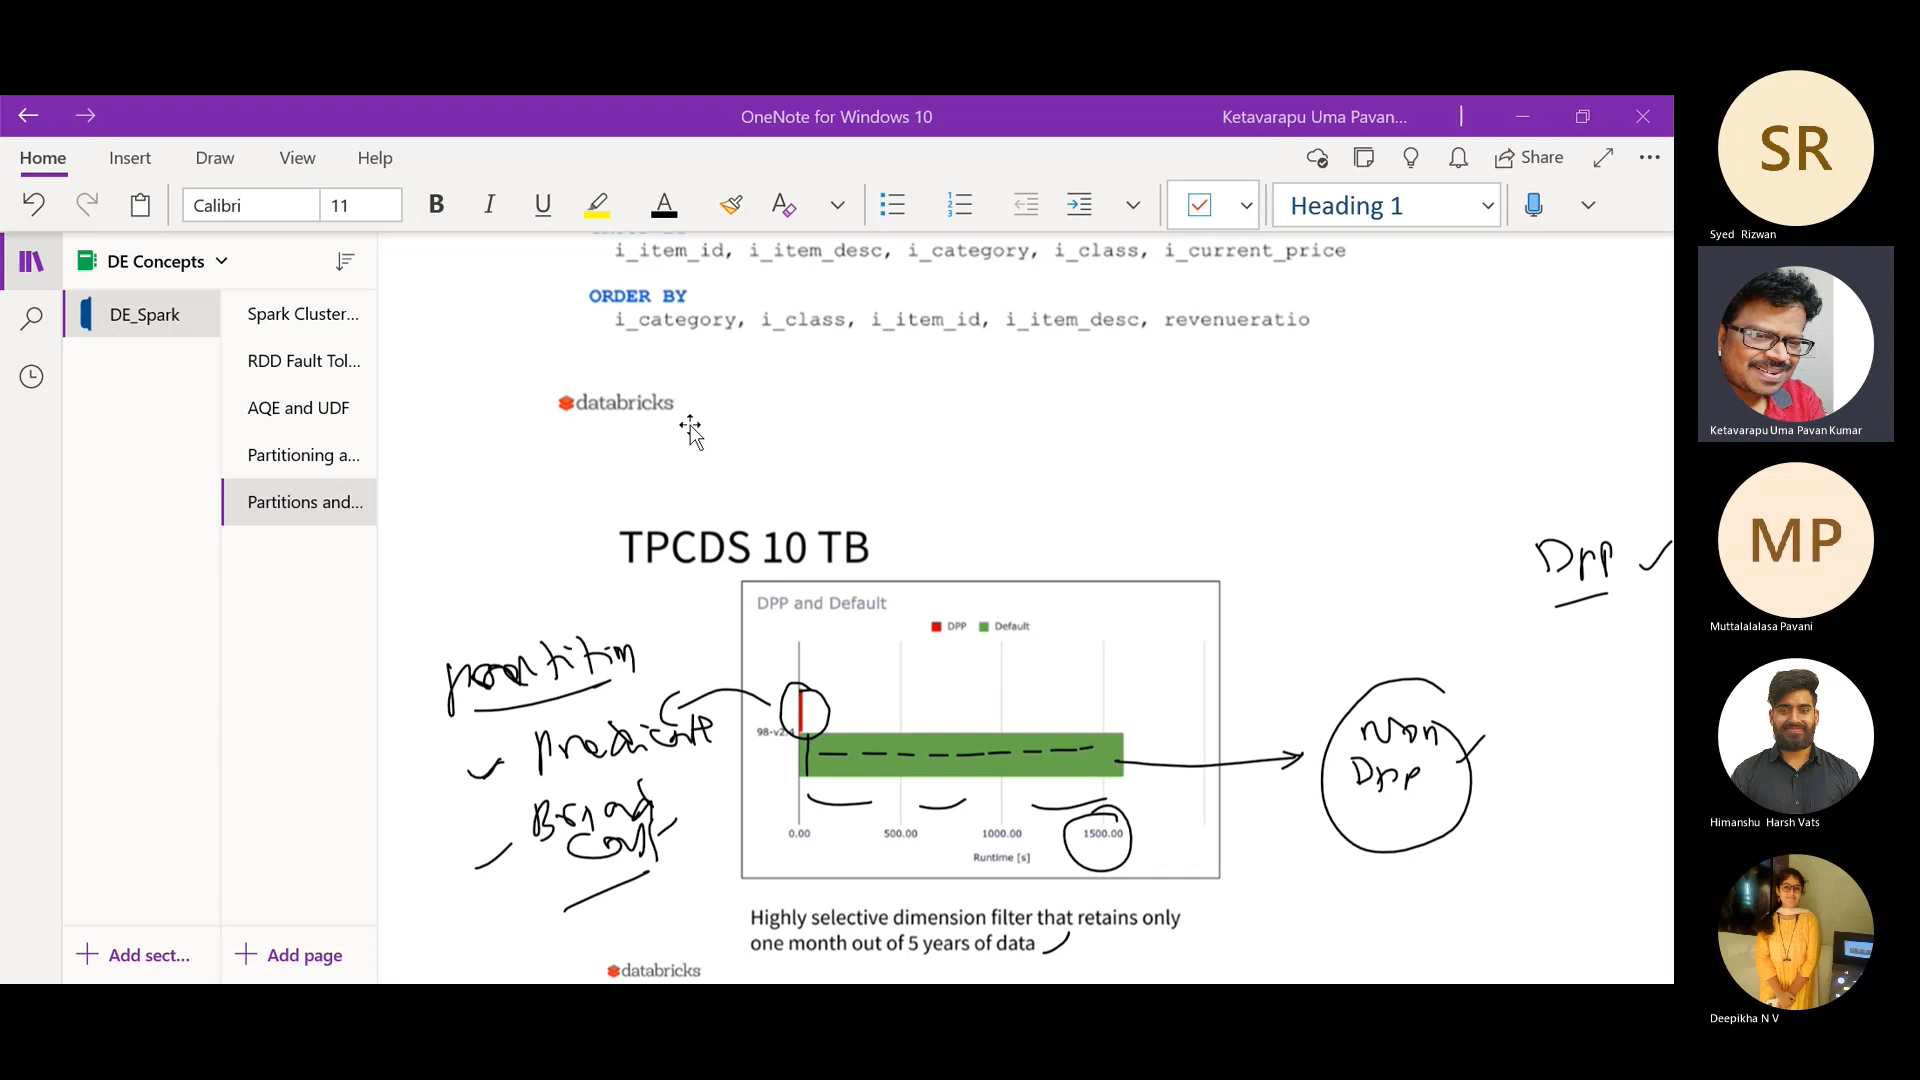 OneNote for Windows 10
Ketavarapu Uma Pavan...
Home
Insert
Draw
View
Help
Share
Calibri
11
B
I
U
A
A
Heading 1
DE Concepts
DE_Spark
Spark Cluster...
RDD Fault Tol...
AQE and UDF
Partitioning a...
Partitions and...
Add sect...
Add page
i_item_id, i_item_desc, i_category, i_class, i_current_price
ORDER BY
i_category, i_class, i_item_id, i_item_desc, revenueratio
databricks
TPCDS 10 TB
DPP and Default
DPP
Default
0.00
500.00
1000.00
1500.00
Runtime [s]
Highly selective dimension filter that retains only
one month out of 5 years of data
databricks
partition
predicate
Broad
Cast
Non
Dpp
Dpp
SR
Syed Rizwan
Ketavarapu Uma Pavan Kumar
MP
Muttalalalasa Pavani
Himanshu Harsh Vats
Deepikha N V